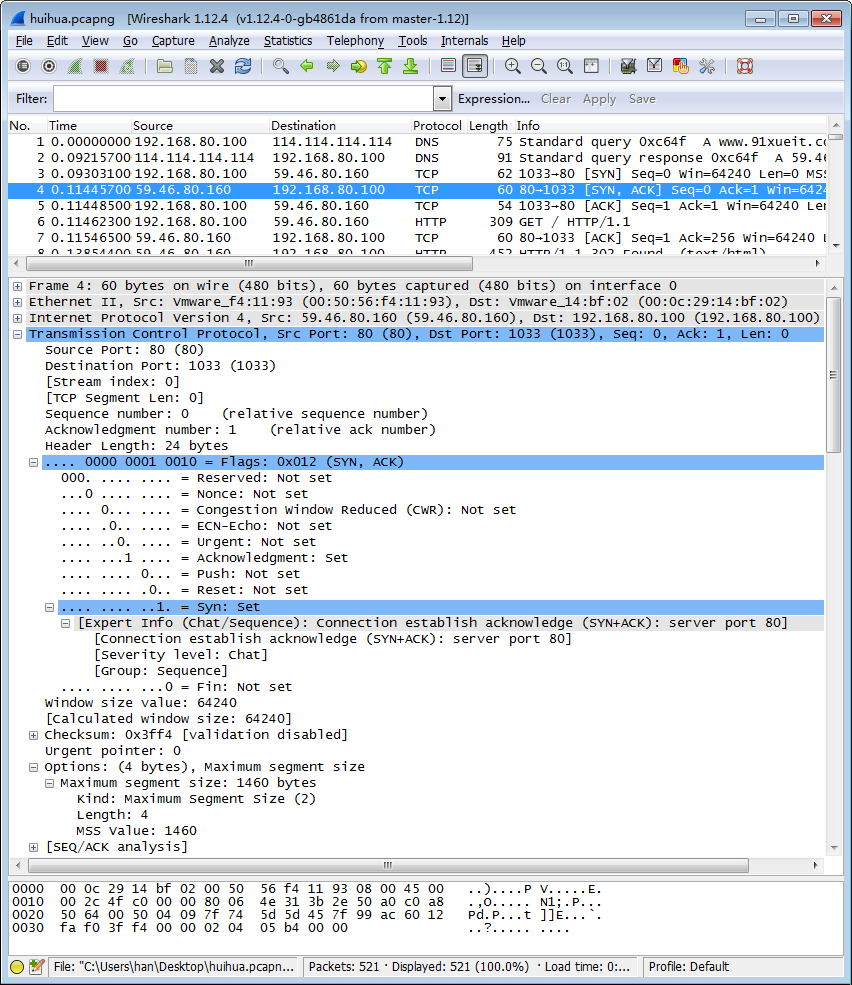 huihua.pcapng   [Wireshark 1.12.4  (v1.12.4-0-gb4861da from master-1.12)]
File Edit View Go Capture Analyze Statistics Telephony Tools Internals Help
Filter: Expression... Clear Apply Save
No. Time Source Destination Protocol Length Info
1 0.00000000 192.168.80.100 114.114.114.114 DNS 75 Standard query 0xc64f  A www.91xueit.c
2 0.09215700 114.114.114.114 192.168.80.100 DNS 91 Standard query response 0xc64f  A 59.4
3 0.09303100 192.168.80.100 59.46.80.160 TCP 62 1033→80 [SYN] Seq=0 Win=64240 Len=0 MS
4 0.11445700 59.46.80.160 192.168.80.100 TCP 60 80→1033 [SYN, ACK] Seq=0 Ack=1 Win=642
5 0.11448500 192.168.80.100 59.46.80.160 TCP 54 1033→80 [ACK] Seq=1 Ack=1 Win=64240 Le
6 0.11462300 192.168.80.100 59.46.80.160 HTTP 309 GET / HTTP/1.1
7 0.11546500 59.46.80.160 192.168.80.100 TCP 60 80→1033 [ACK] Seq=1 Ack=256 Win=64240
8 0.13854400 59.46.80.160 192.168.80.100 HTTP 452 HTTP/1.1 302 Found  (text/html)
Frame 4: 60 bytes on wire (480 bits), 60 bytes captured (480 bits) on interface 0
Ethernet II, Src: Vmware_f4:11:93 (00:50:56:f4:11:93), Dst: Vmware_14:bf:02 (00:0c:29:14:bf:02)
Internet Protocol Version 4, Src: 59.46.80.160 (59.46.80.160), Dst: 192.168.80.100 (192.168.80.100)
Transmission Control Protocol, Src Port: 80 (80), Dst Port: 1033 (1033), Seq: 0, Ack: 1, Len: 0
Source Port: 80 (80)
Destination Port: 1033 (1033)
[Stream index: 0]
[TCP Segment Len: 0]
Sequence number: 0    (relative sequence number)
Acknowledgment number: 1    (relative ack number)
Header Length: 24 bytes
.... 0000 0001 0010 = Flags: 0x012 (SYN, ACK)
000. .... .... = Reserved: Not set
...0 .... .... = Nonce: Not set
.... 0... .... = Congestion Window Reduced (CWR): Not set
.... .0.. .... = ECN-Echo: Not set
.... ..0. .... = Urgent: Not set
.... ...1 .... = Acknowledgment: Set
.... .... 0... = Push: Not set
.... .... .0.. = Reset: Not set
.... .... ..1. = Syn: Set
[Expert Info (Chat/Sequence): Connection establish acknowledge (SYN+ACK): server port 80]
[Connection establish acknowledge (SYN+ACK): server port 80]
[Severity level: Chat]
[Group: Sequence]
.... .... ...0 = Fin: Not set
Window size value: 64240
[Calculated window size: 64240]
Checksum: 0x3ff4 [validation disabled]
Urgent pointer: 0
Options: (4 bytes), Maximum segment size
Maximum segment size: 1460 bytes
Kind: Maximum Segment Size (2)
Length: 4
MSS Value: 1460
[SEQ/ACK analysis]
0000  00 0c 29 14 bf 02 00 50  56 f4 11 93 08 00 45 00   ..)....P V.....E.
0010  00 2c 4f c0 00 00 80 06  4e 31 3b 2e 50 a0 c0 a8   .,O..... N1;.P...
0020  50 64 00 50 04 09 7f 74  5d 5d 45 7f 99 ac 60 12   Pd.P...t ]]E...`.
0030  fa f0 3f f4 00 00 02 04  05 b4 00 00   ..?..... ....
File: "C:\Users\han\Desktop\huihua.pcapn... Packets: 521 · Displayed: 521 (100.0%) · Load time: 0:... Profile: Default